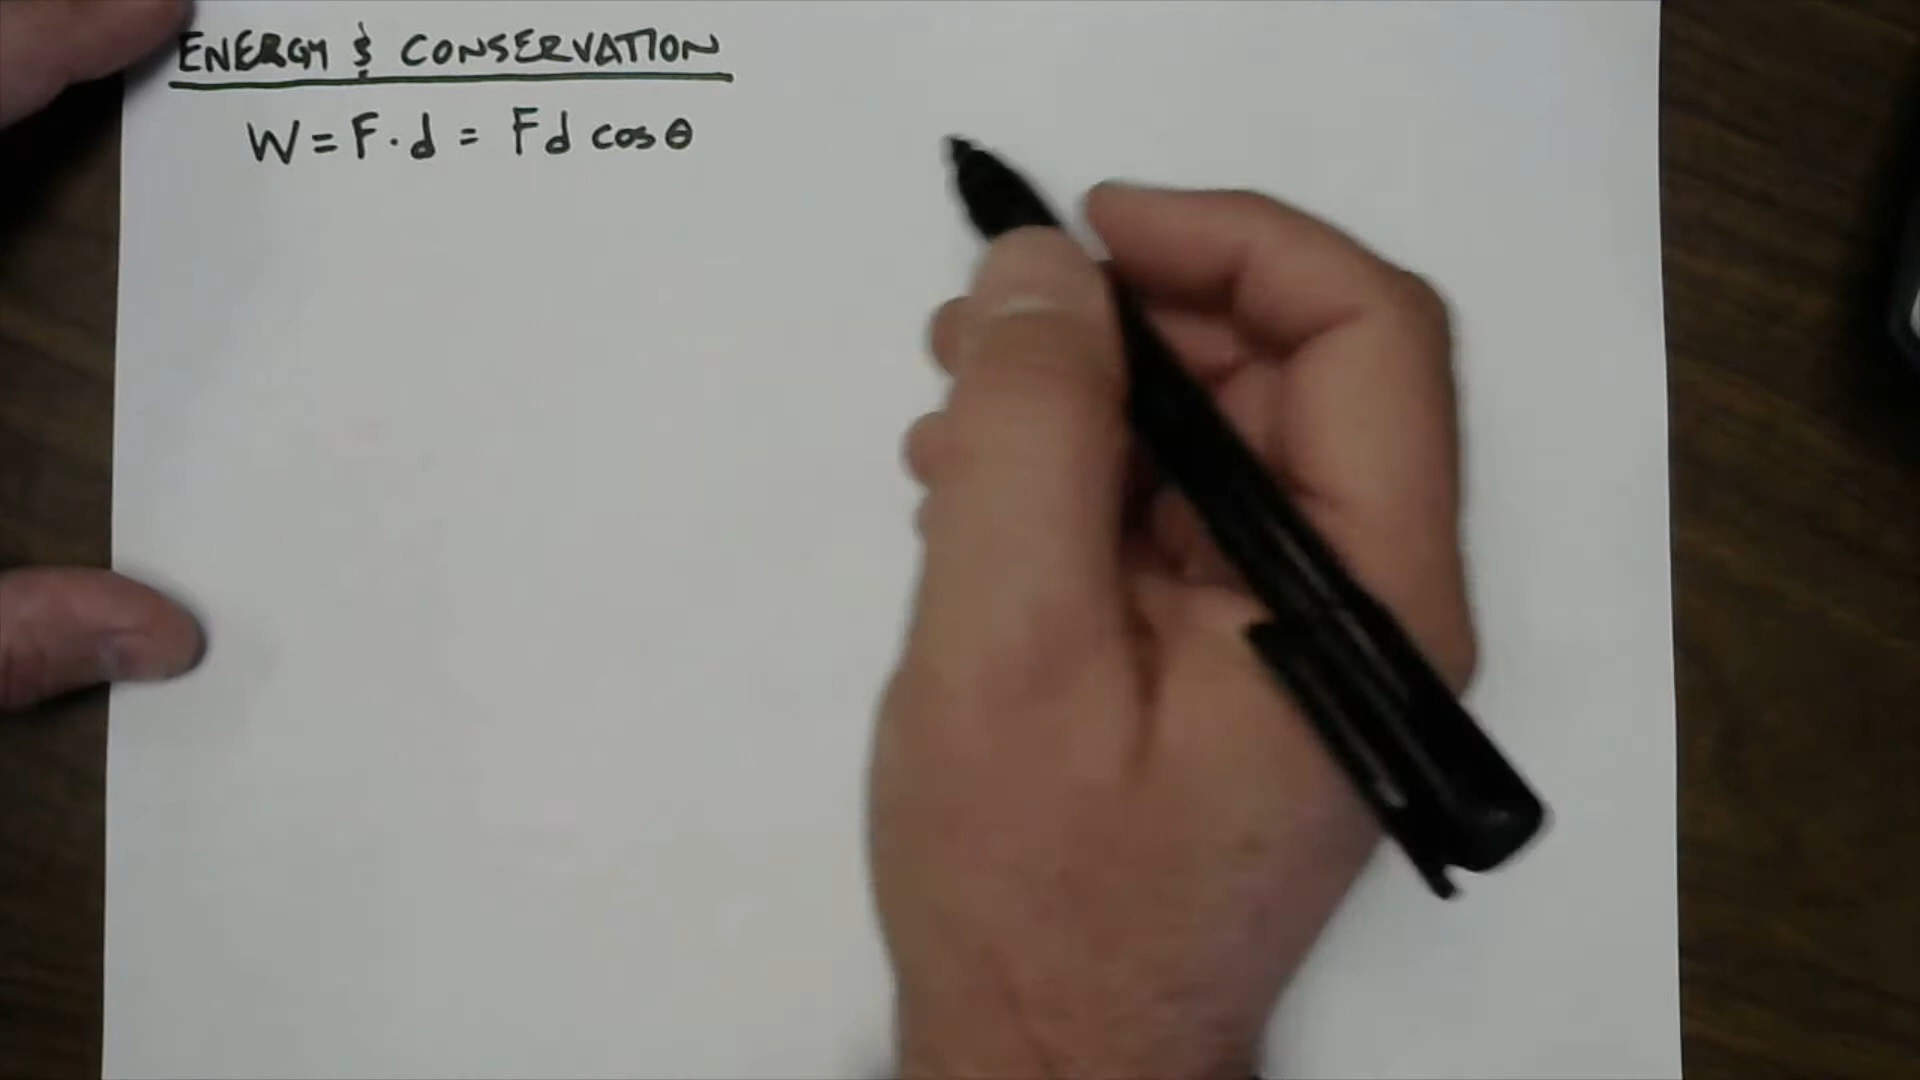 ENERGY & CONSERVATION
W = F · d = Fd cos θ